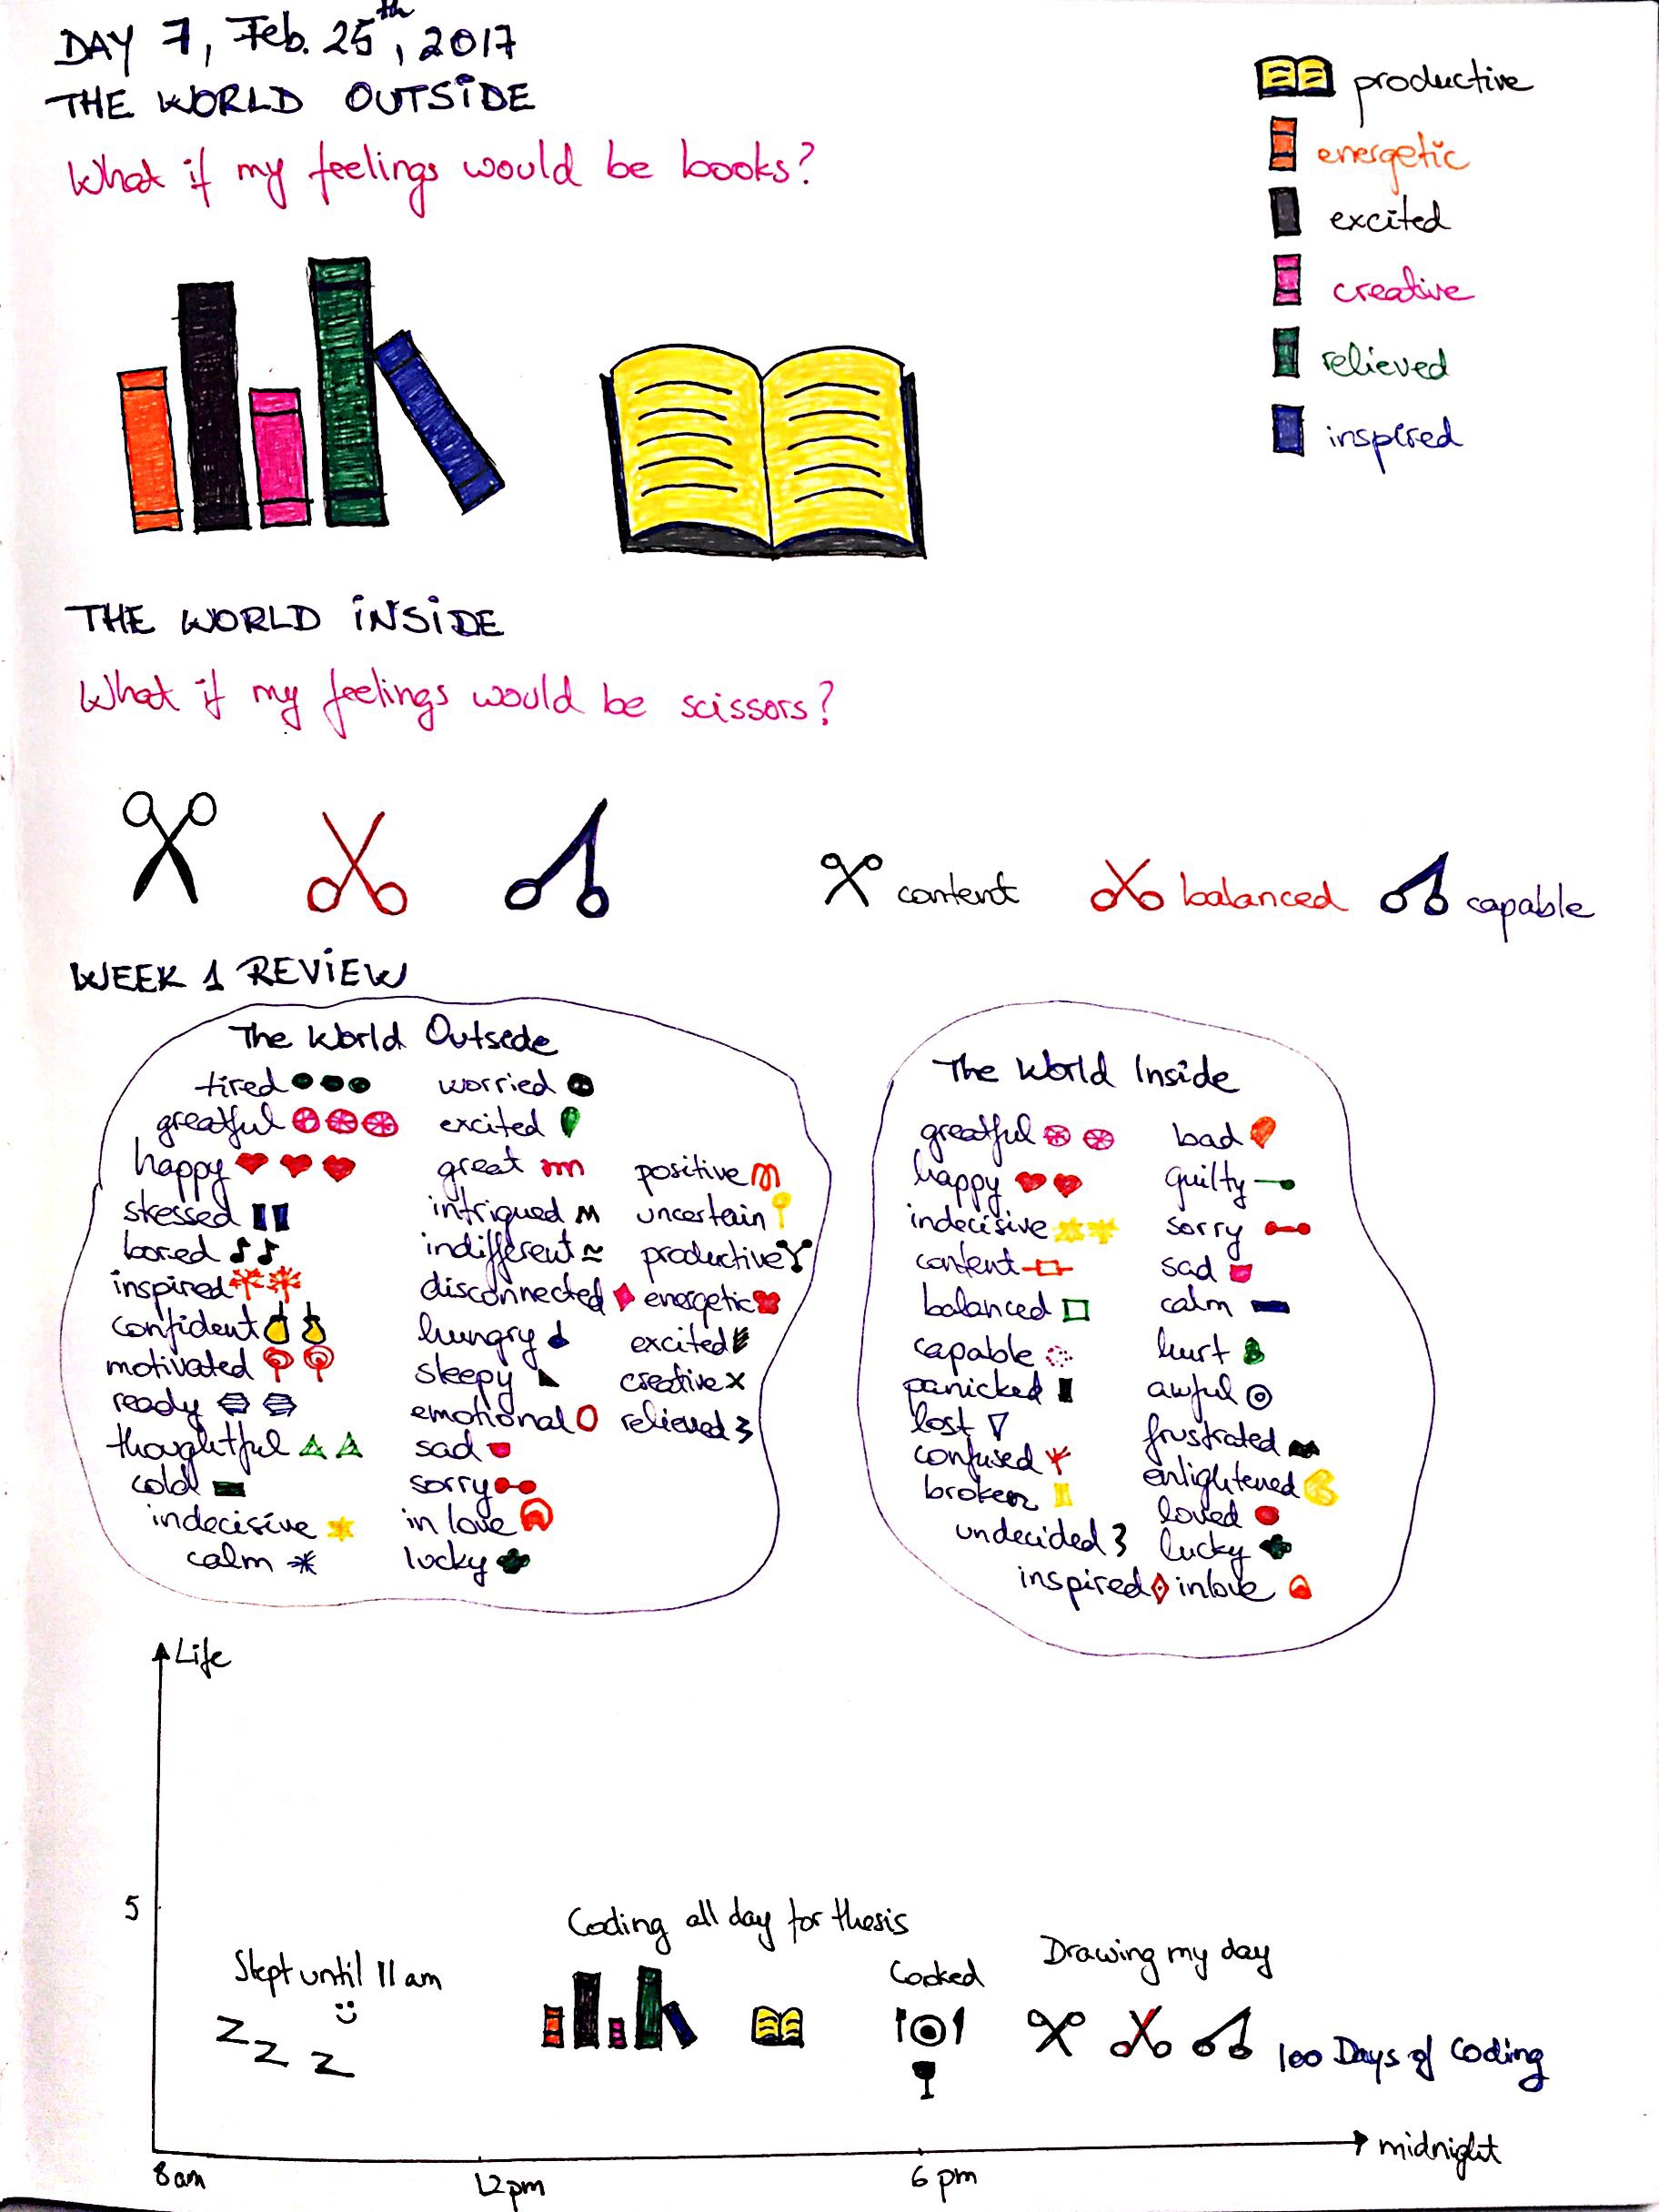 DAY 7, Feb. 25th, 2017
THE WORLD OUTSIDE
What if my feelings would be books?
productive
energetic
excited
creative
relieved
inspired
THE WORLD INSIDE
What if my feelings would be scissors?
content
balanced
capable
WEEK 1 REVIEW
The World Outside
tired
worried
greatful
excited
happy
great
positive
stressed
intrigued
uncertain
bored
indifferent
productive
inspired
disconnected
energetic
confident
hungry
excited
motivated
sleepy
creative
ready
emotional
relieved
thoughtful
sad
cold
sorry
indecisive
in love
calm
lucky
The World Inside
greatful
bad
happy
guilty
indecisive
sorry
content
sad
balanced
calm
capable
hurt
panicked
awful
lost
frustrated
confused
enlightened
broken
loved
undecided
lucky
inspired
in love
Life
5
Slept until 11 am
Z Z Z
Coding all day for thesis
Cooked
Drawing my day
100 Days of Coding
8am
12pm
6 pm
midnight